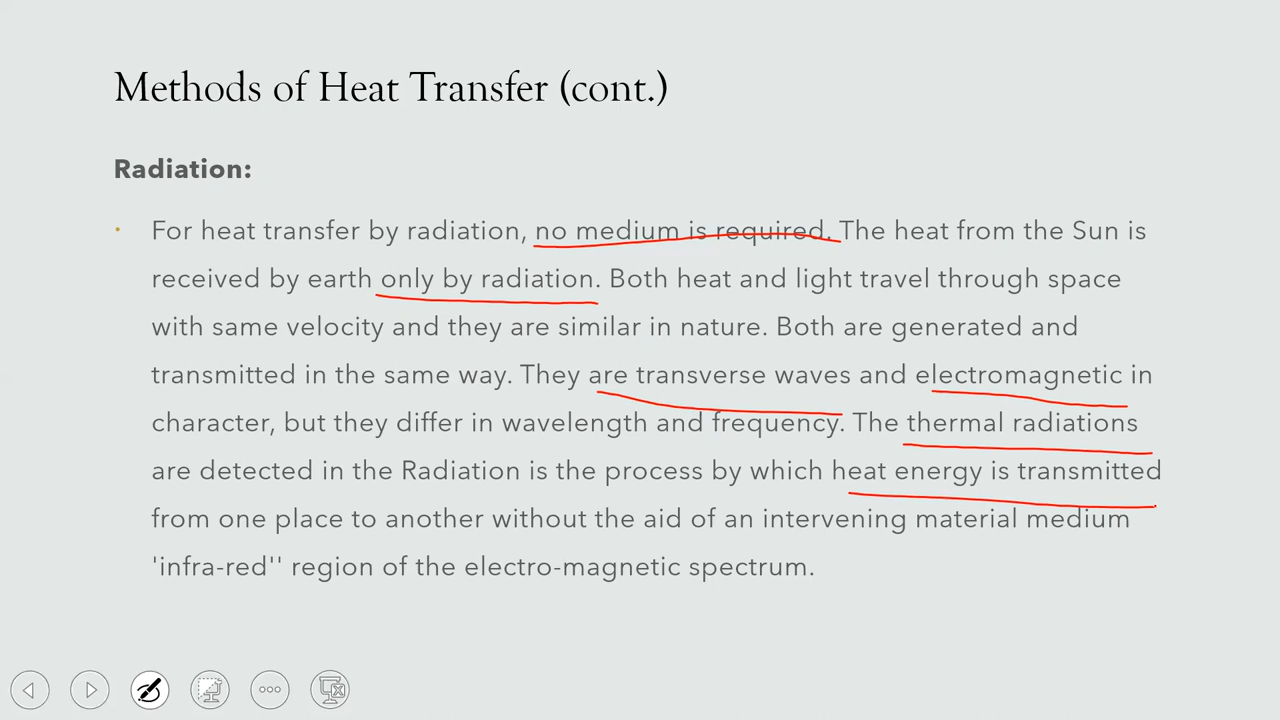 Methods of Heat Transfer (cont.)
Radiation:
• For heat transfer by radiation, no medium is required. The heat from the Sun is
received by earth only by radiation. Both heat and light travel through space
with same velocity and they are similar in nature. Both are generated and
transmitted in the same way. They are transverse waves and electromagnetic in
character, but they differ in wavelength and frequency. The thermal radiations
are detected in the Radiation is the process by which heat energy is transmitted
from one place to another without the aid of an intervening material medium
'infra-red'' region of the electro-magnetic spectrum.